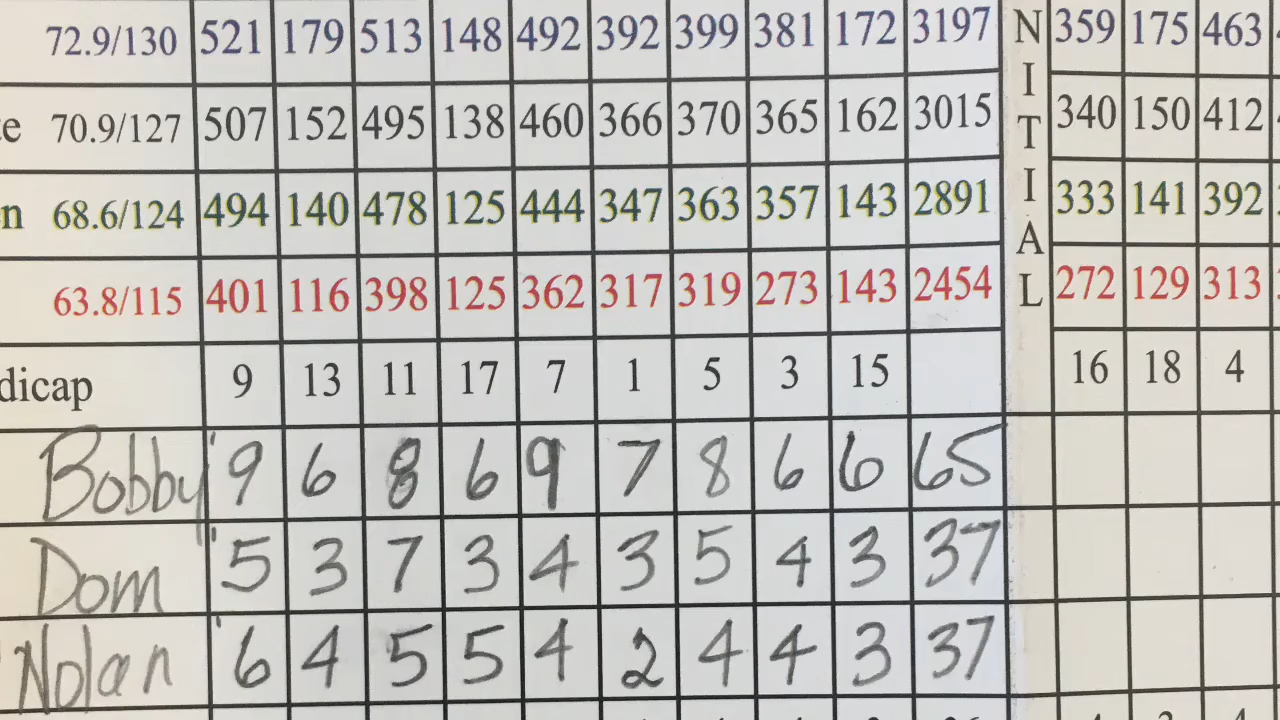 72.9/130 521 179 513 148 492 392 399 381 172 3197 N 359 175 463
I
e 70.9/127 507 152 495 138 460 366 370 365 162 3015 T 340 150 412
n 68.6/124 494 140 478 125 444 347 363 357 143 2891 I 333 141 392
A
63.8/115 401 116 398 125 362 317 319 273 143 2454 L 272 129 313
dicap 9 13 11 17 7 1 5 3 15 16 18 4
Bobby 9 6 8 6 9 7 8 6 6 65
Dom 5 3 7 3 4 3 5 4 3 37
Nolan 6 4 5 5 4 2 4 4 3 37